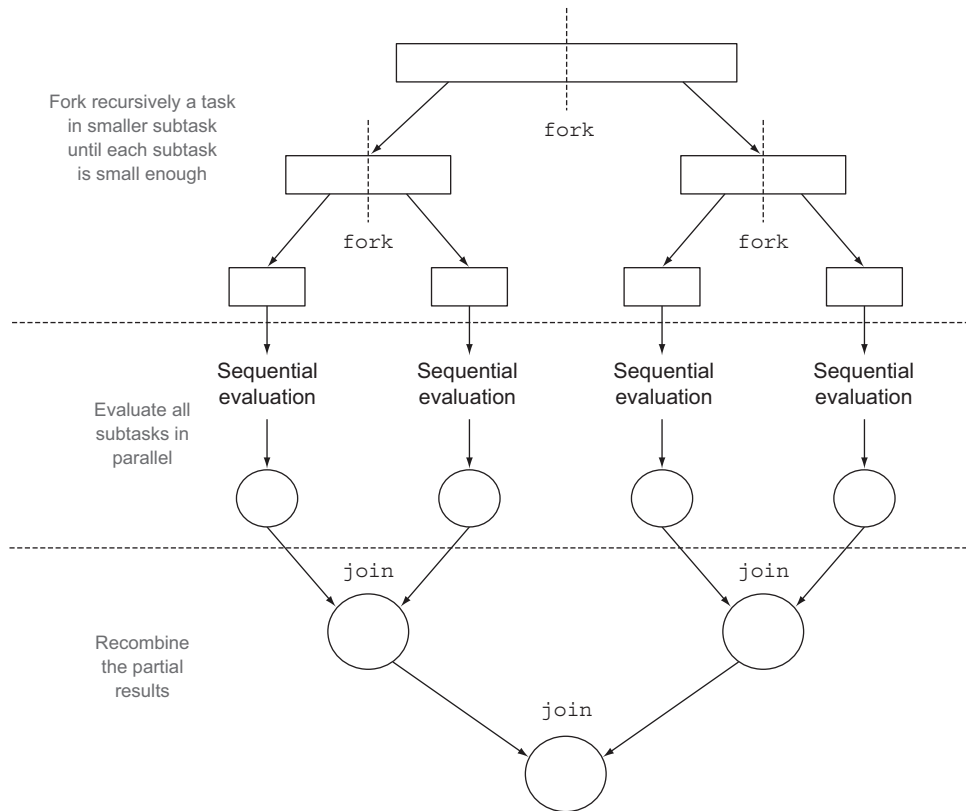 Fork recursively a task
in smaller subtask
until each subtask
is small enough
fork
fork
fork
Sequential
evaluation
Sequential
evaluation
Sequential
evaluation
Sequential
evaluation
Evaluate all
subtasks in
parallel
join
join
Recombine
the partial
results
join